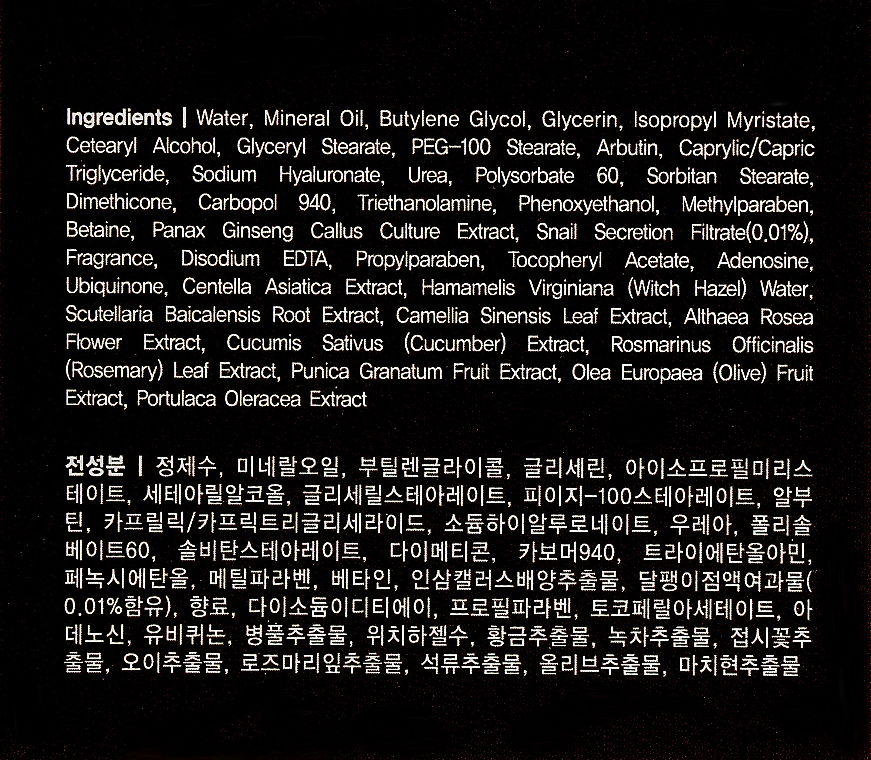 Ingredients | Water, Mineral Oil, Butylene Glycol, Glycerin, Isopropyl Myristate,
Cetearyl Alcohol, Glyceryl Stearate, PEG-100 Stearate, Arbutin, Caprylic/Capric
Triglyceride, Sodium Hyaluronate, Urea, Polysorbate 60, Sorbitan Stearate,
Dimethicone, Carbopol 940, Triethanolamine, Phenoxyethanol, Methylparaben,
Betaine, Panax Ginseng Callus Culture Extract, Snail Secretion Filtrate(0.01%),
Fragrance, Disodium EDTA, Propylparaben, Tocopheryl Acetate, Adenosine,
Ubiquinone, Centella Asiatica Extract, Hamamelis Virginiana (Witch Hazel) Water,
Scutellaria Baicalensis Root Extract, Camellia Sinensis Leaf Extract, Althaea Rosea
Flower Extract, Cucumis Sativus (Cucumber) Extract, Rosmarinus Officinalis
(Rosemary) Leaf Extract, Punica Granatum Fruit Extract, Olea Europaea (Olive) Fruit
Extract, Portulaca Oleracea Extract
전성분 | 정제수, 미네랄오일, 부틸렌글라이콜, 글리세린, 아이소프로필미리스
테이트, 세테아릴알코올, 글리세릴스테아레이트, 피이지-100스테아레이트, 알부
틴, 카프릴릭/카프릭트리글리세라이드, 소듐하이알루로네이트, 우레아, 폴리솔
베이트60, 솔비탄스테아레이트, 다이메티콘, 카보머940, 트라이에탄올아민,
페녹시에탄올, 메틸파라벤, 베타인, 인삼캘러스배양추출물, 달팽이점액여과물(
0.01%함유), 향료, 다이소듐이디티에이, 프로필파라벤, 토코페릴아세테이트, 아
데노신, 유비퀴논, 병풀추출물, 위치하젤수, 황금추출물, 녹차추출물, 접시꽃추
출물, 오이추출물, 로즈마리잎추출물, 석류추출물, 올리브추출물, 마치현추출물